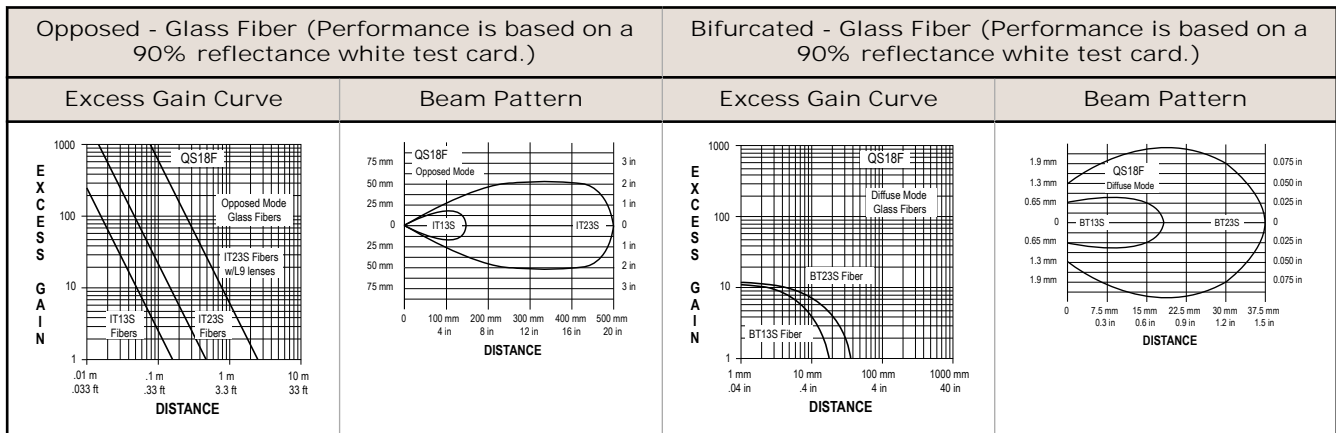 Opposed - Glass Fiber (Performance is based on a
90% reflectance white test card.)
Bifurcated - Glass Fiber (Performance is based on a
90% reflectance white test card.)
Excess Gain Curve
Beam Pattern
Excess Gain Curve
Beam Pattern
EXCESS GAIN
1000
100
10
1
QS18F
Opposed Mode
Glass Fibers
IT23S Fibers
w/L9 lenses
IT13S
Fibers
IT23S
Fibers
.01 m .1 m 1 m 10 m
.033 ft .33 ft 3.3 ft 33 ft
DISTANCE
QS18F
Opposed Mode
75 mm 3 in
50 mm 2 in
25 mm 1 in
0 IT13S IT23S 0
25 mm 1 in
50 mm 2 in
75 mm 3 in
0 100 mm 200 mm 300 mm 400 mm 500 mm
4 in 8 in 12 in 16 in 20 in
DISTANCE
EXCESS GAIN
1000
100
10
1
QS18F
Diffuse Mode
Glass Fibers
BT23S Fiber
BT13S Fiber
1 mm 10 mm 100 mm 1000 mm
.04 in .4 in 4 in 40 in
DISTANCE
QS18F
Diffuse Mode
1.9 mm 0.075 in
1.3 mm 0.050 in
0.65 mm 0.025 in
0 BT13S BT23S 0
0.65 mm 0.025 in
1.3 mm 0.050 in
1.9 mm 0.075 in
0 7.5 mm 15 mm 22.5 mm 30 mm 37.5 mm
0.3 in 0.6 in 0.9 in 1.2 in 1.5 in
DISTANCE